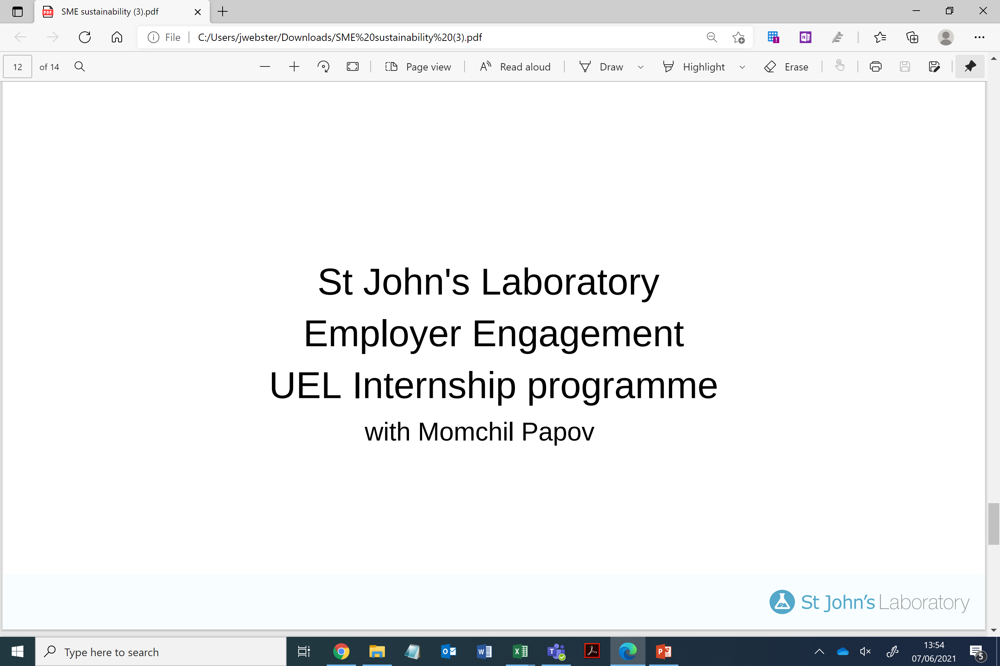 SME sustainability (3).pdf
File C:/Users/jwebster/Downloads/SME%20sustainability%20(3).pdf
12 of 14 Page view Read aloud Draw Highlight Erase
St John's Laboratory
Employer Engagement
UEL Internship programme
with Momchil Papov
St John's Laboratory
Type here to search
13:54
07/06/2021
5